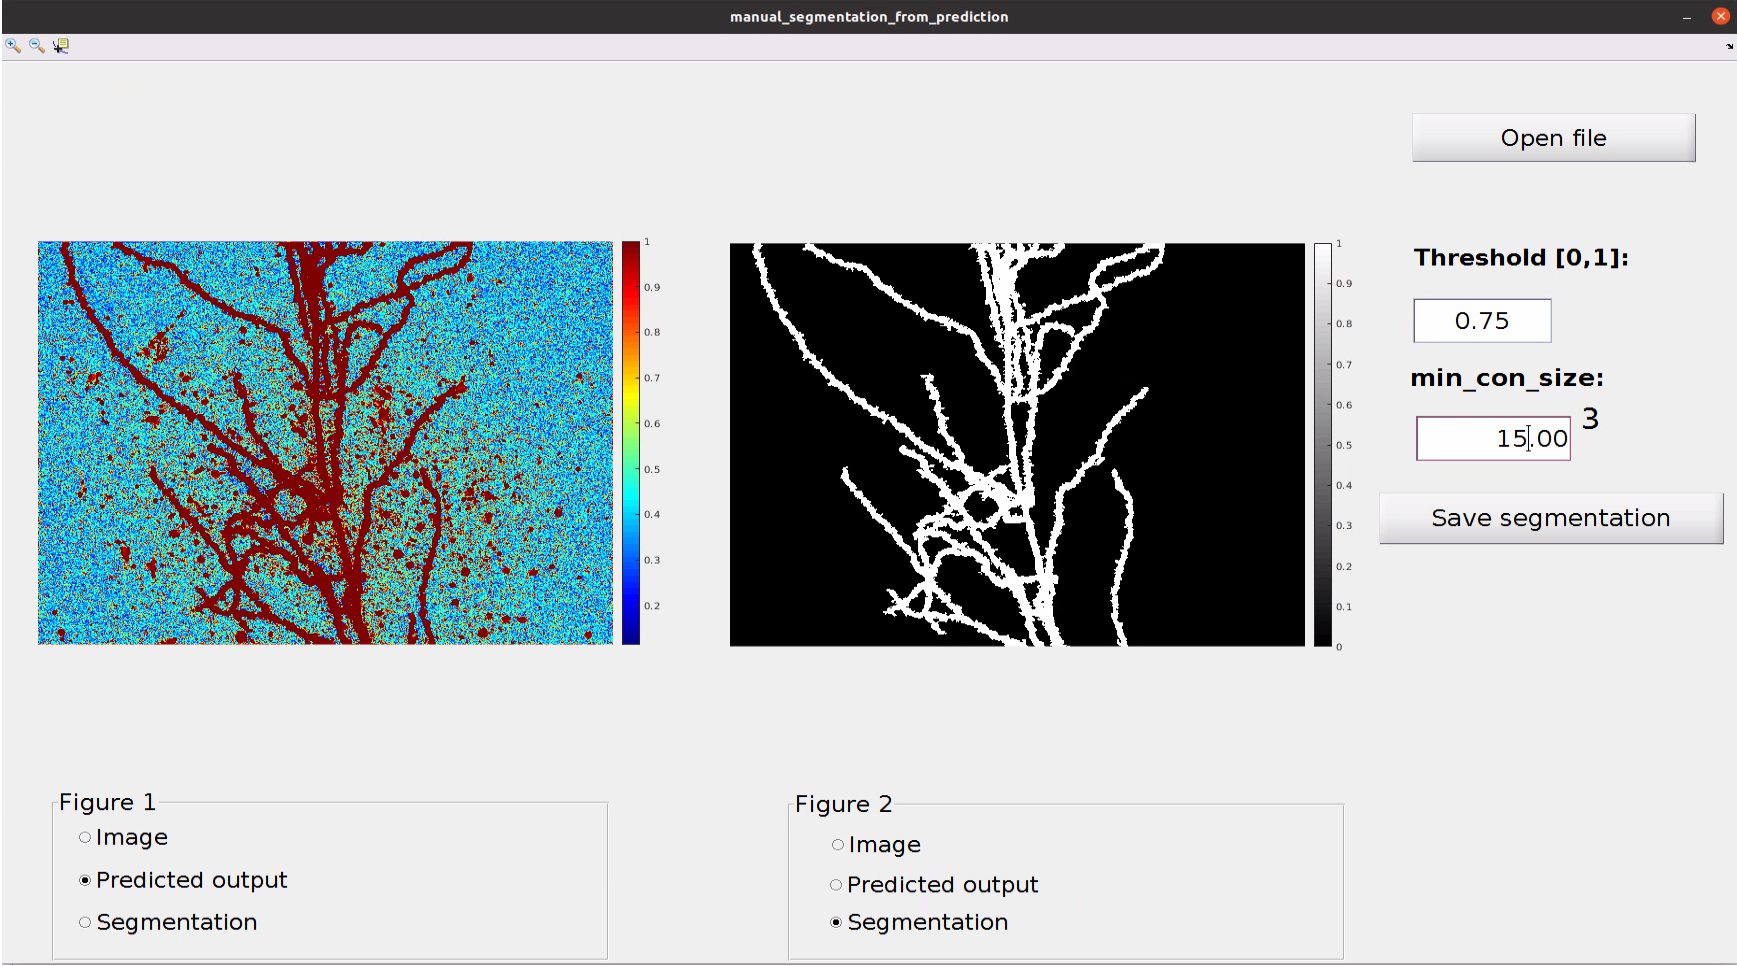 manual_segmentation_from_prediction
Open file
1
0.9
0.8
0.7
0.6
0.5
0.4
0.3
0.2
1
0.9
0.8
0.7
0.6
0.5
0.4
0.3
0.2
0.1
0
Threshold [0,1]:
0.75
min_con_size:
15.00
3
Save segmentation
Figure 1
Image
Predicted output
Segmentation
Figure 2
Image
Predicted output
Segmentation